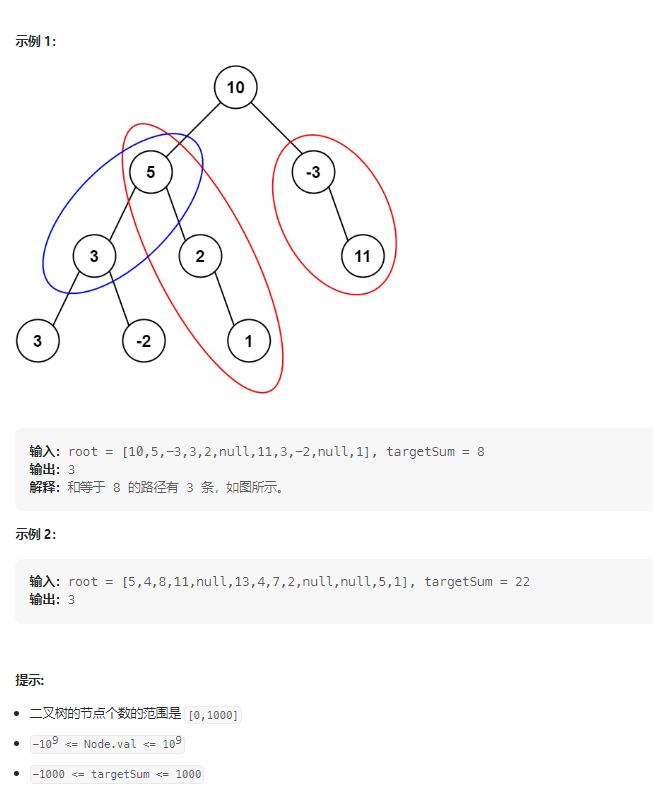 示例 1：
10
5
-3
3
2
11
3
-2
1
输入：root = [10,5,-3,3,2,null,11,3,-2,null,1], targetSum = 8
输出：3
解释：和等于 8 的路径有 3 条，如图所示。
示例 2：
输入：root = [5,4,8,11,null,13,4,7,2,null,null,5,1], targetSum = 22
输出：3
提示:
二叉树的节点个数的范围是 [0,1000]
-10⁹ <= Node.val <= 10⁹
-1000 <= targetSum <= 1000